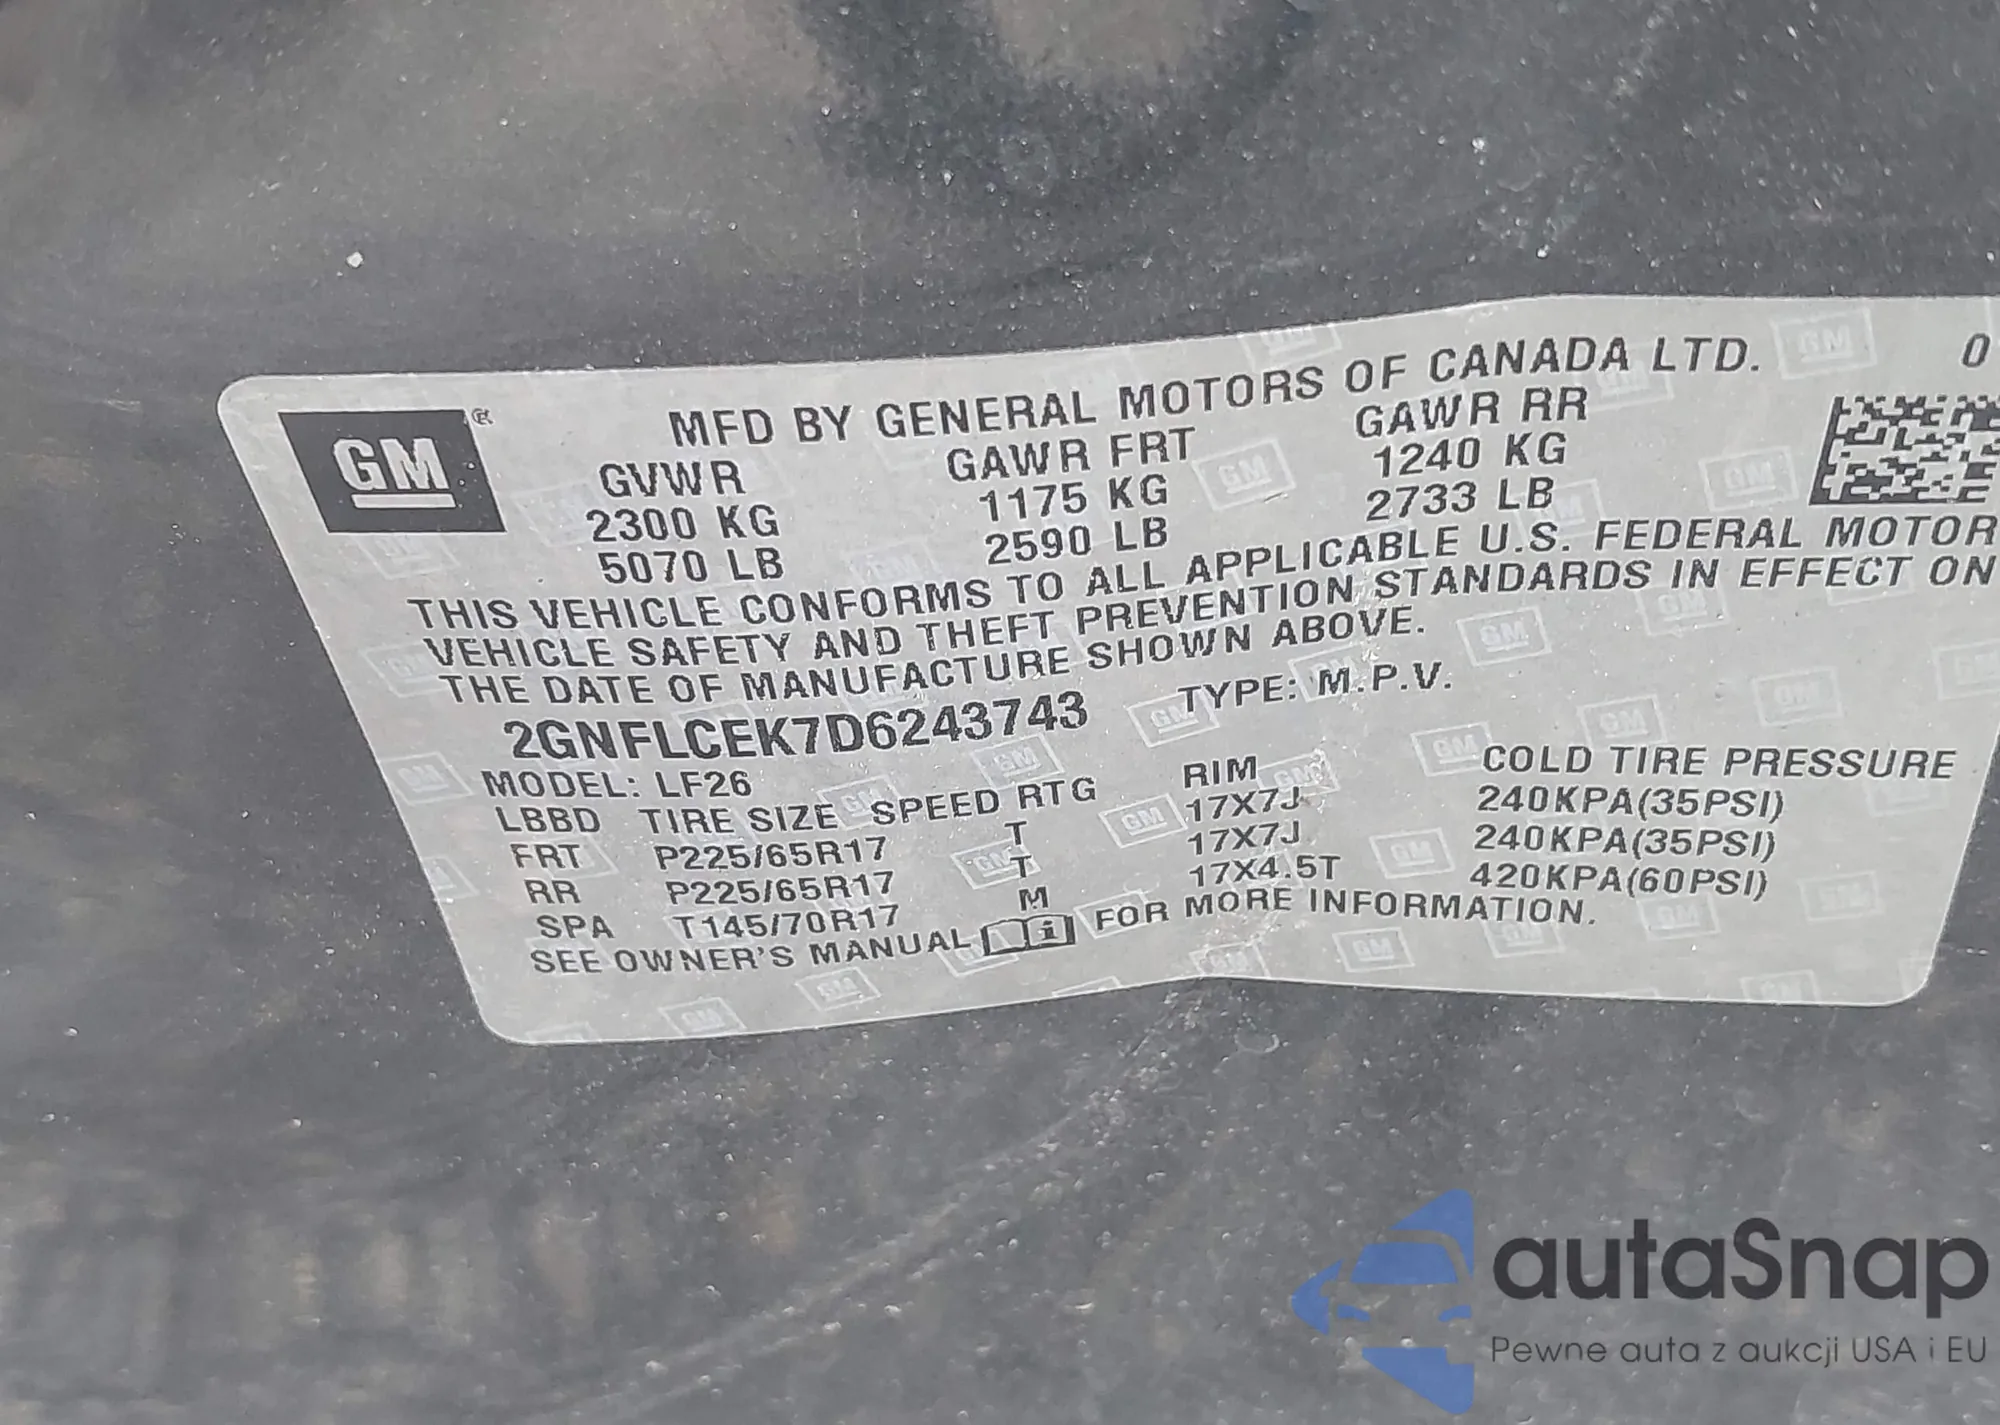 MFD BY GENERAL MOTORS OF CANADA LTD. 0
GM ®
GVWR GAWR FRT GAWR RR
2300 KG 1175 KG 1240 KG
5070 LB 2590 LB 2733 LB
THIS VEHICLE CONFORMS TO ALL APPLICABLE U.S. FEDERAL MOTOR
VEHICLE SAFETY AND THEFT PREVENTION STANDARDS IN EFFECT ON
THE DATE OF MANUFACTURE SHOWN ABOVE.
2GNFLCEK7D6243743 TYPE: M.P.V.
MODEL: LF26
LBBD TIRE SIZE SPEED RTG RIM COLD TIRE PRESSURE
FRT P225/65R17 T 17X7J 240KPA(35PSI)
RR P225/65R17 T 17X7J 240KPA(35PSI)
SPA T145/70R17 M 17X4.5T 420KPA(60PSI)
SEE OWNER'S MANUAL i FOR MORE INFORMATION.
autaSnap
Pewne auta z aukcji USA i EU